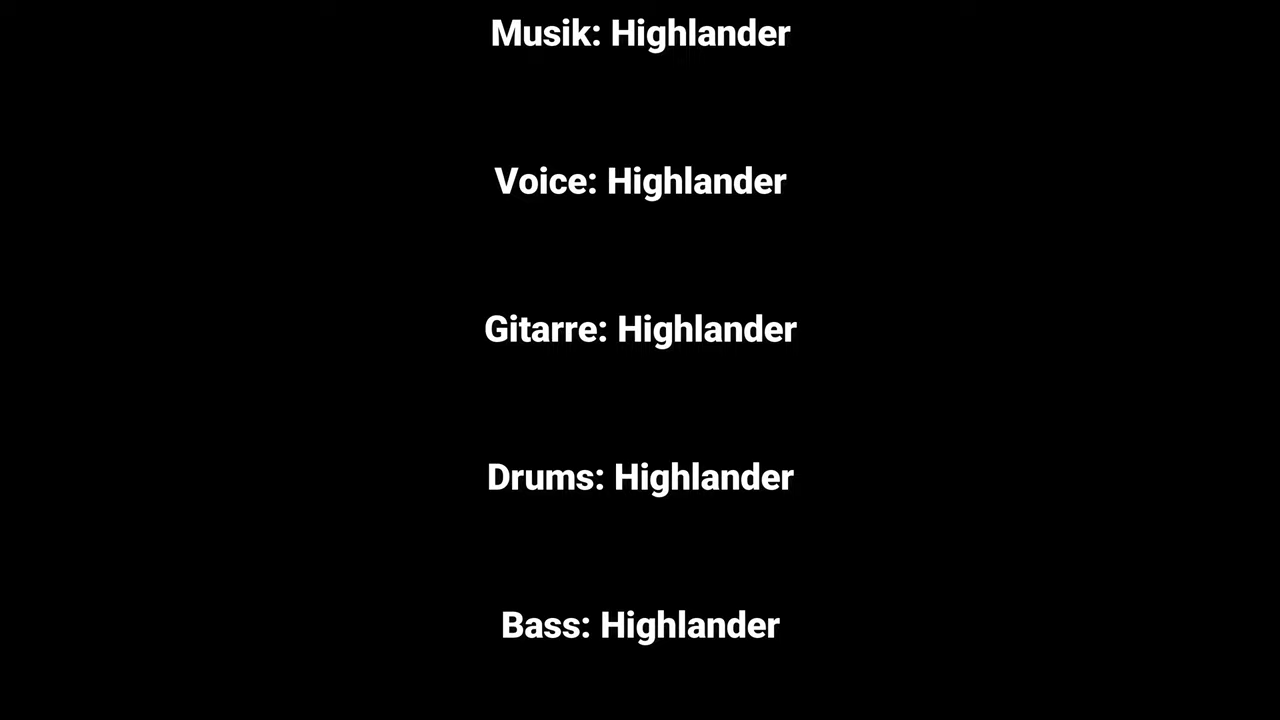 Musik: Highlander
Voice: Highlander
Gitarre: Highlander
Drums: Highlander
Bass: Highlander